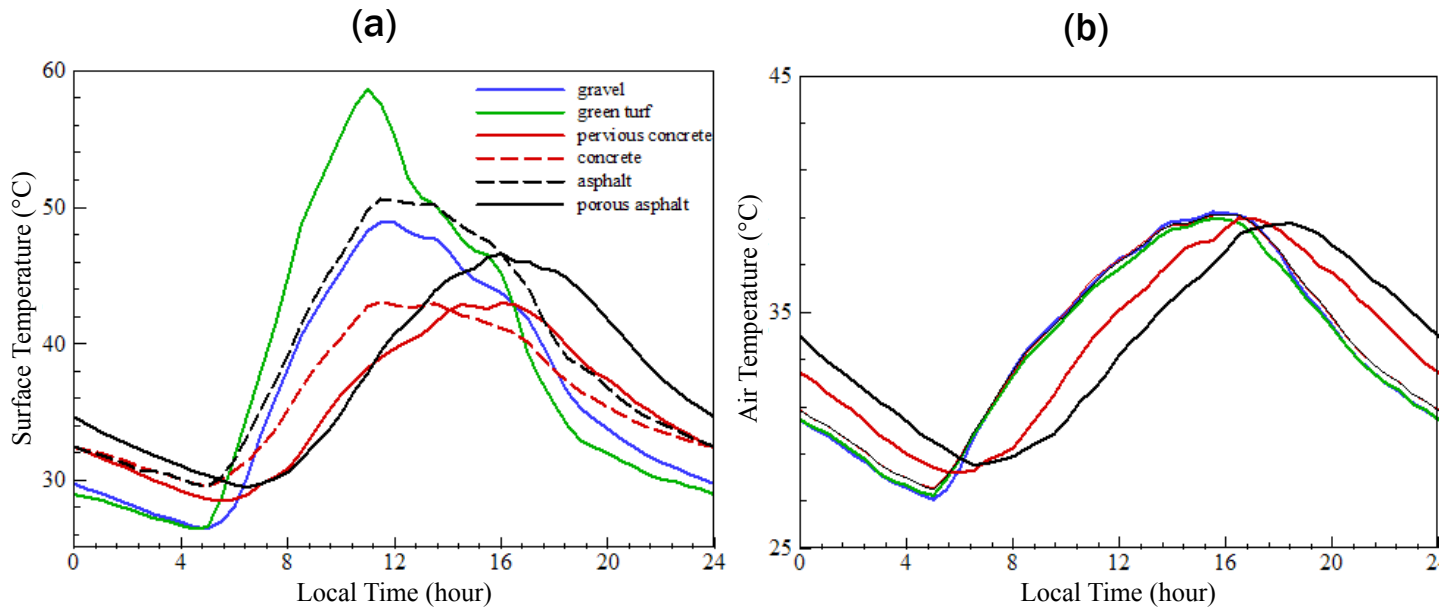 (a)
60
50
40
30
Surface Temperature (°C)
gravel
green turf
pervious concrete
concrete
asphalt
porous asphalt
0 4 8 12 16 20 24
Local Time (hour)
(b)
45
35
25
Air Temperature (°C)
0 4 8 12 16 20 24
Local Time (hour)